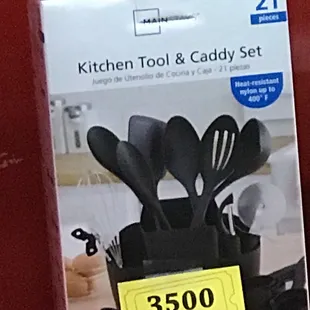 21
pieces
MAINSTAYS
Kitchen Tool & Caddy Set
Juego de Utensilio de Cocina y Caja - 21 piezas
Heat-resistant
nylon up to
400° F
3500